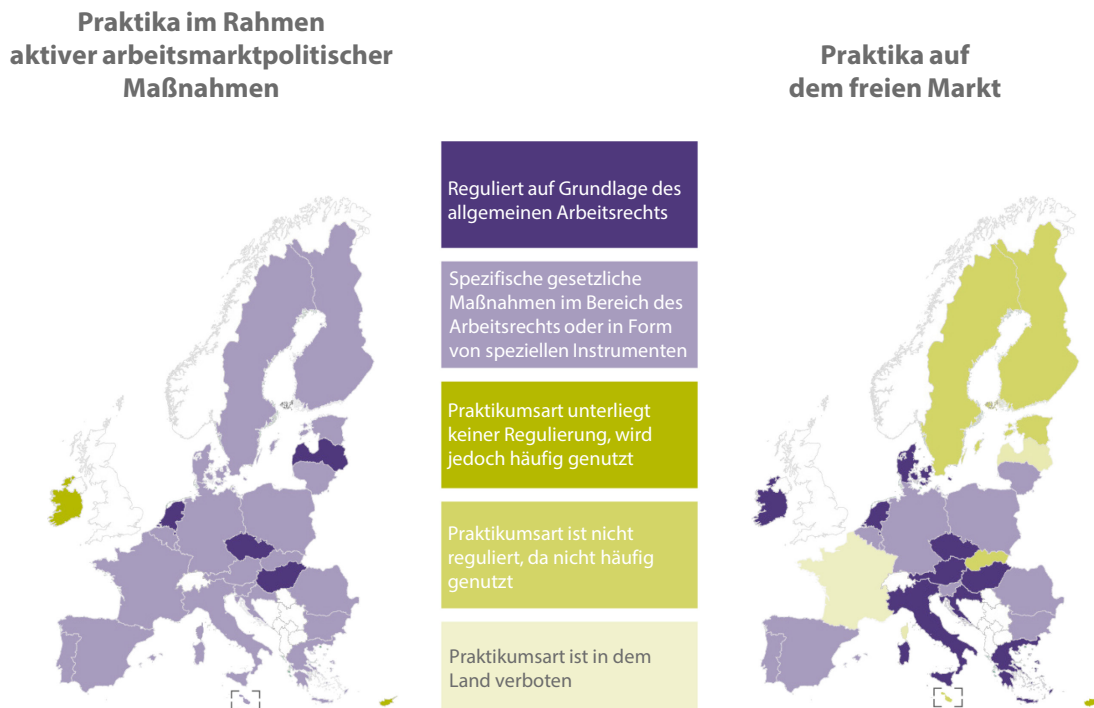 Praktika im Rahmen
aktiver arbeitsmarktpolitischer
Maßnahmen
Praktika auf
dem freien Markt
Reguliert auf Grundlage des
allgemeinen Arbeitsrechts
Spezifische gesetzliche
Maßnahmen im Bereich des
Arbeitsrechts oder in Form
von speziellen Instrumenten
Praktikumsart unterliegt
keiner Regulierung, wird
jedoch häufig genutzt
Praktikumsart ist nicht
reguliert, da nicht häufig
genutzt
Praktikumsart ist in dem
Land verboten